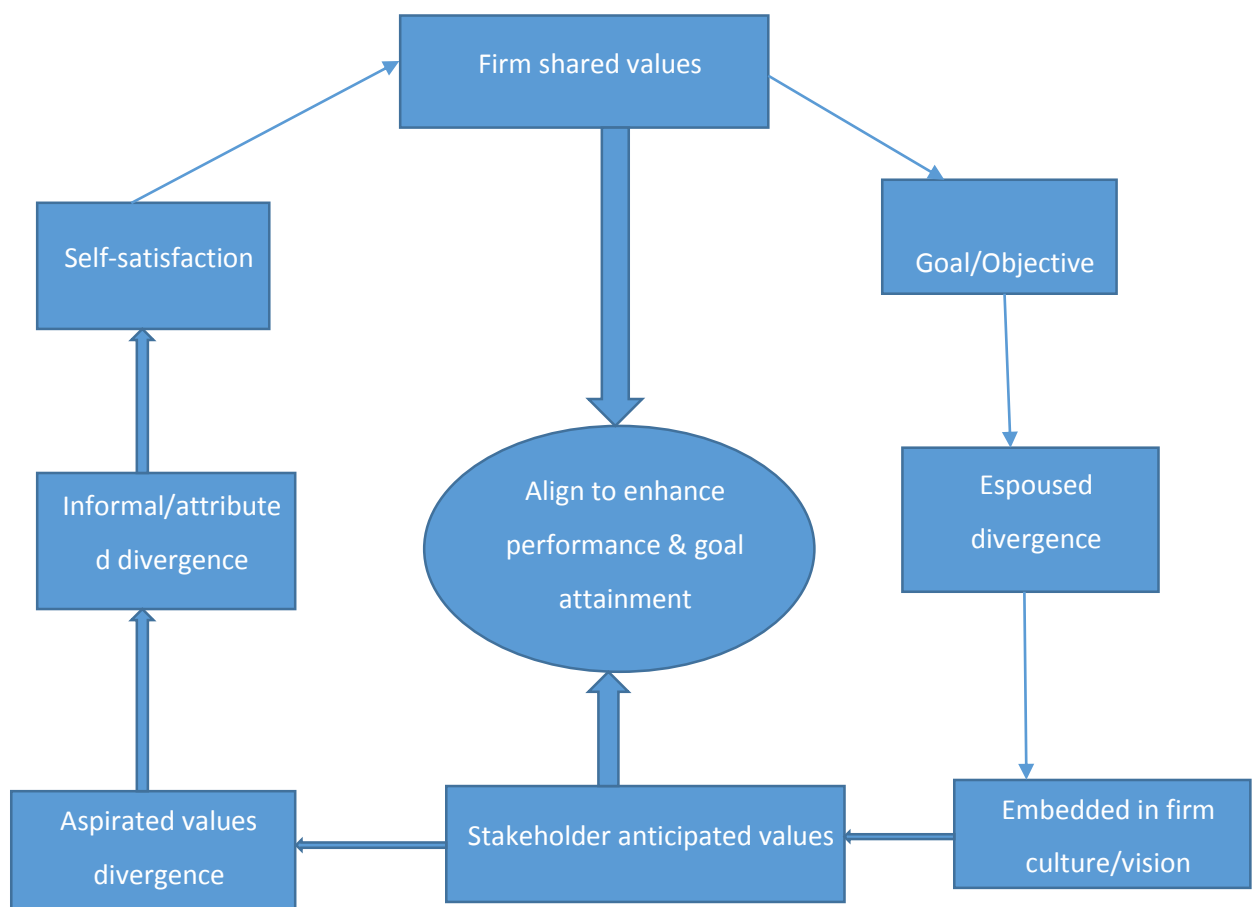 Firm shared values
Self-satisfaction
Goal/Objective
Informal/attribute
d divergence
Align to enhance
performance & goal
attainment
Espoused
divergence
Aspirated values
divergence
Stakeholder anticipated values
Embedded in firm
culture/vision